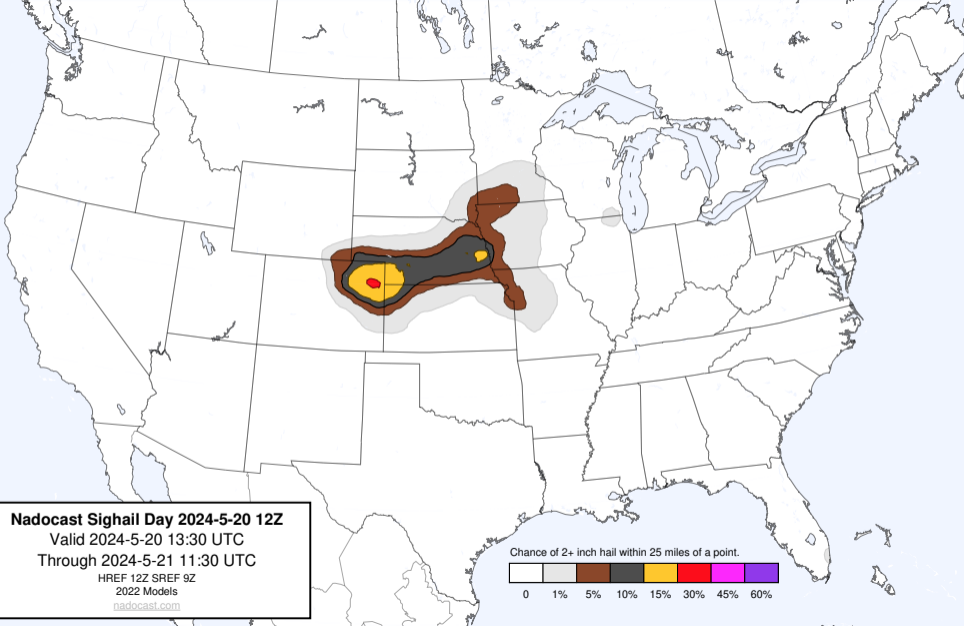 Nadocast Sighail Day 2024-5-20 12Z
Valid 2024-5-20 13:30 UTC
Through 2024-5-21 11:30 UTC
HREF 12Z SREF 9Z
2022 Models
nadocast.com
Chance of 2+ inch hail within 25 miles of a point.
0 1% 5% 10% 15% 30% 45% 60%